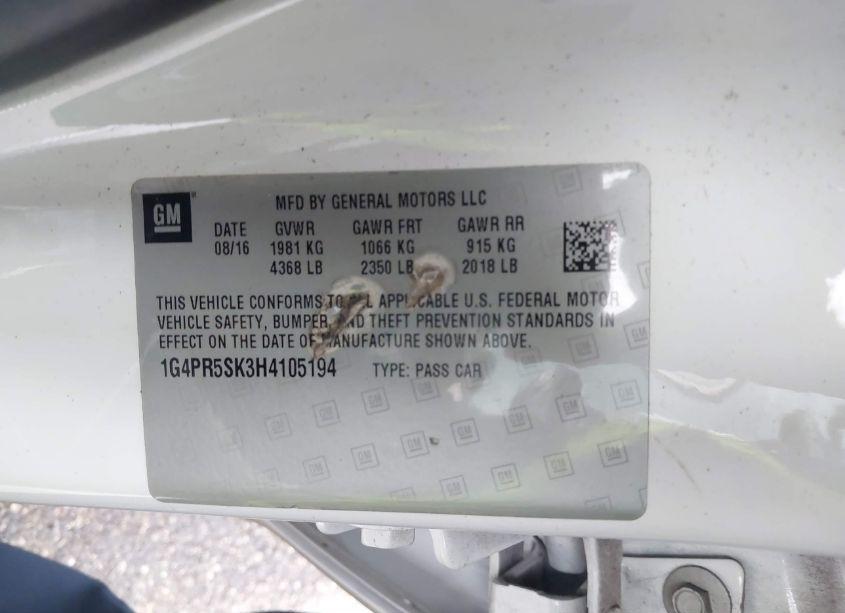 GM
MFD BY GENERAL MOTORS LLC
DATE GVWR GAWR FRT GAWR RR
08/16 1981 KG 1066 KG 915 KG
4368 LB 2350 LB 2018 LB
THIS VEHICLE CONFORMS TO ALL APPLICABLE U.S. FEDERAL MOTOR
VEHICLE SAFETY, BUMPER, AND THEFT PREVENTION STANDARDS IN
EFFECT ON THE DATE OF MANUFACTURE SHOWN ABOVE.
1G4PR5SK3H4105194 TYPE: PASS CAR